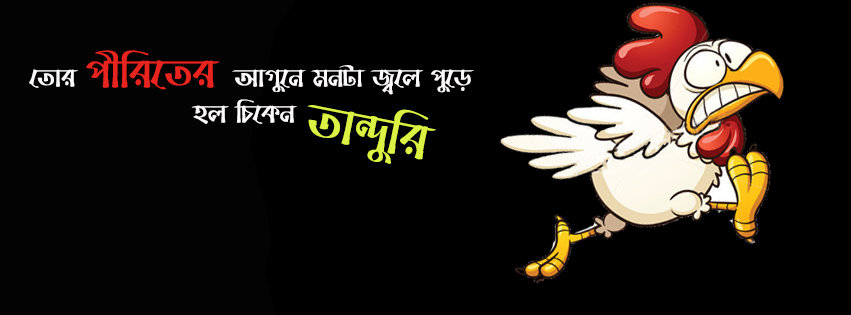 তোর পীরিতের আগুনে মনটা জ্বলে পুড়ে
হল চিকেন তান্দুরি